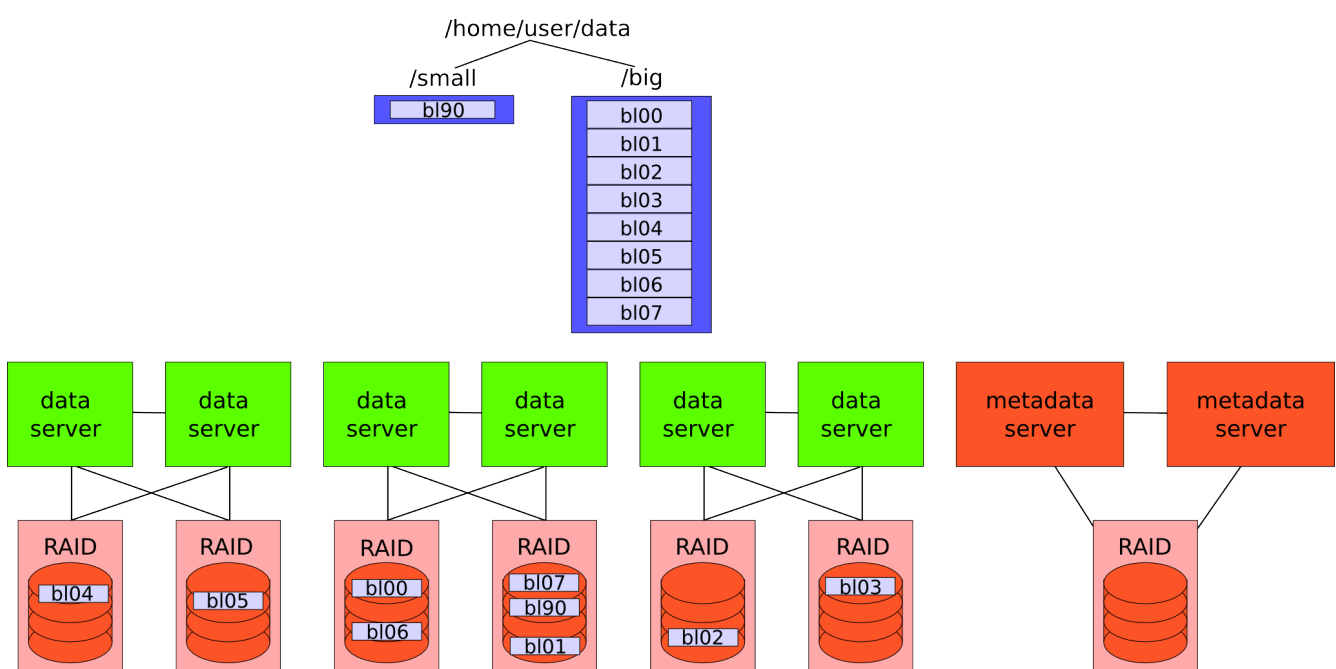 /home/user/data
/small
/big
bl90
bl00
bl01
bl02
bl03
bl04
bl05
bl06
bl07
data
server
data
server
data
server
data
server
data
server
data
server
metadata
server
metadata
server
RAID
bl04
RAID
bl05
RAID
bl00
bl06
RAID
bl07
bl90
bl01
RAID
bl02
RAID
bl03
RAID